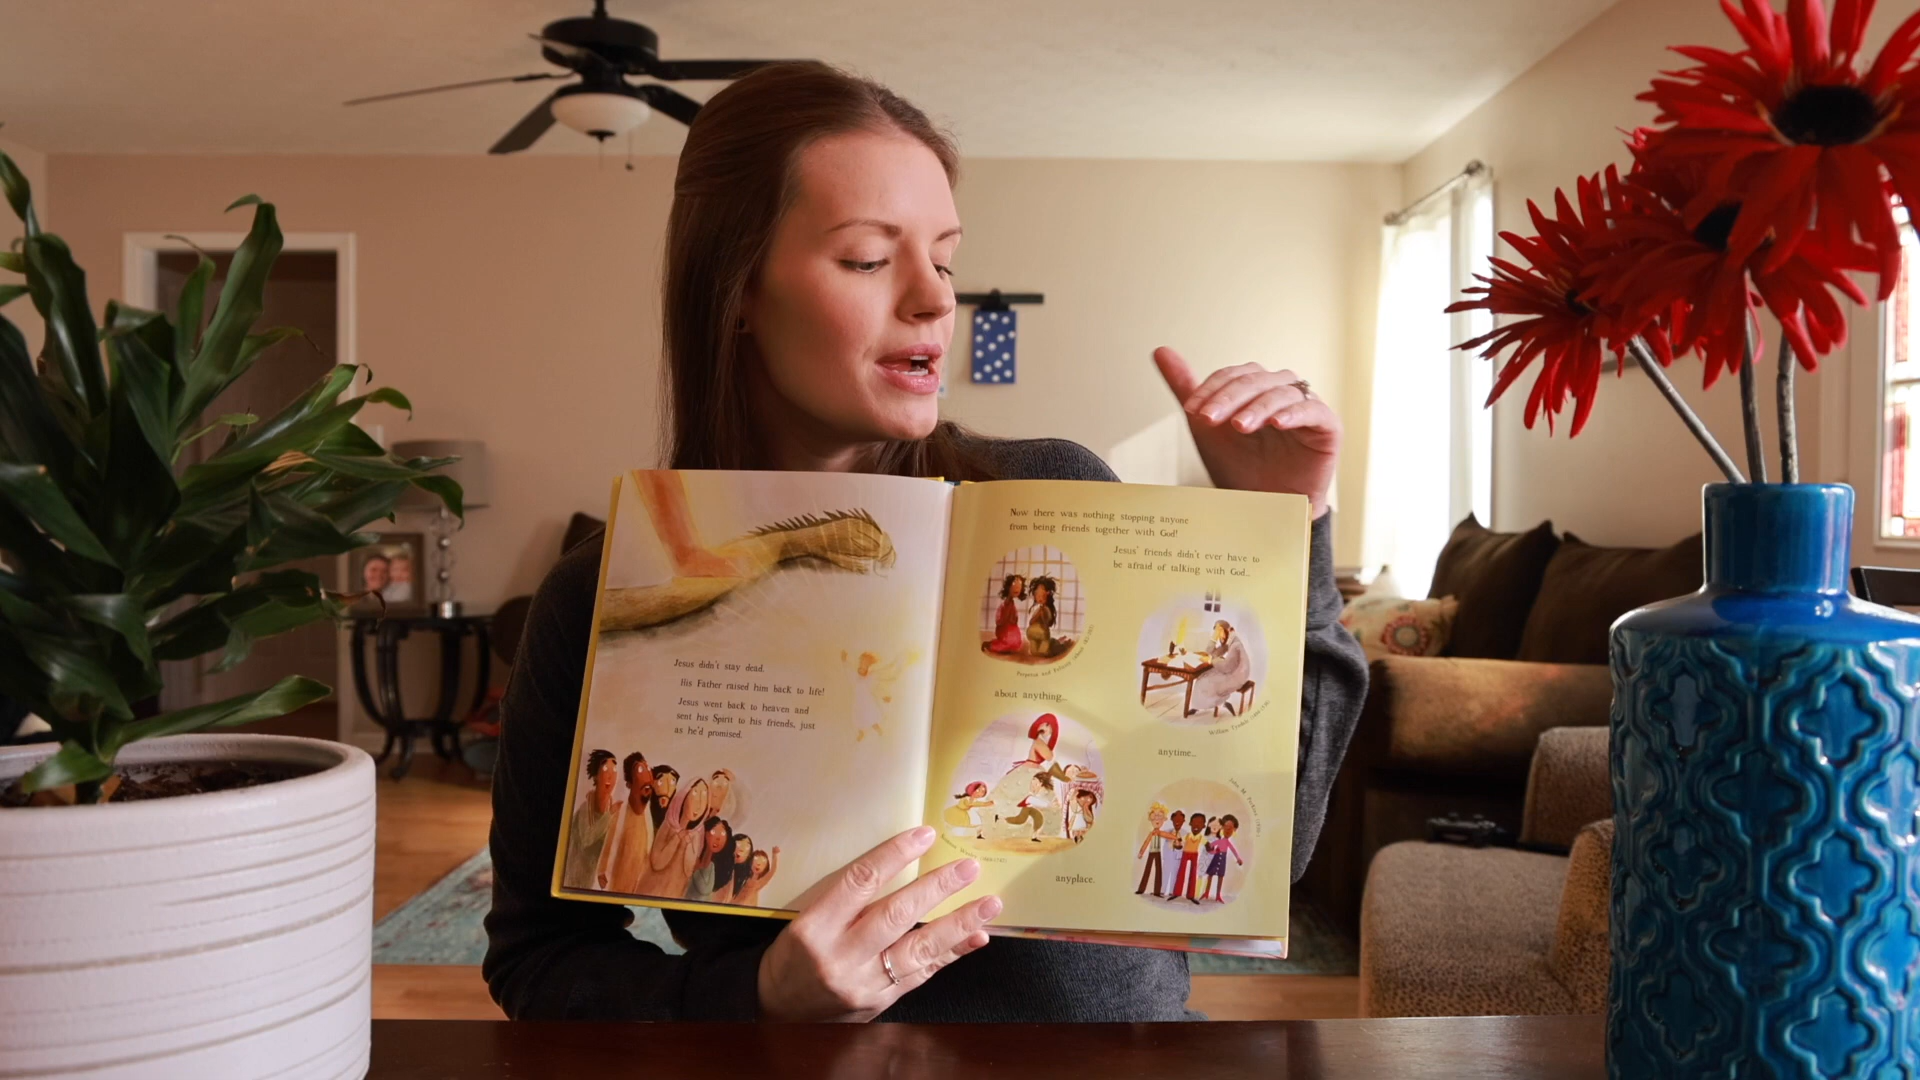 Jesus didn't stay dead.
His Father raised him back to life!
Jesus went back to heaven and
sent his Spirit to his friends, just
as he'd promised.
Now there was nothing stopping anyone
from being friends together with God!
Jesus' friends didn't ever have to
be afraid of talking with God...
about anything...
anytime...
anyplace.